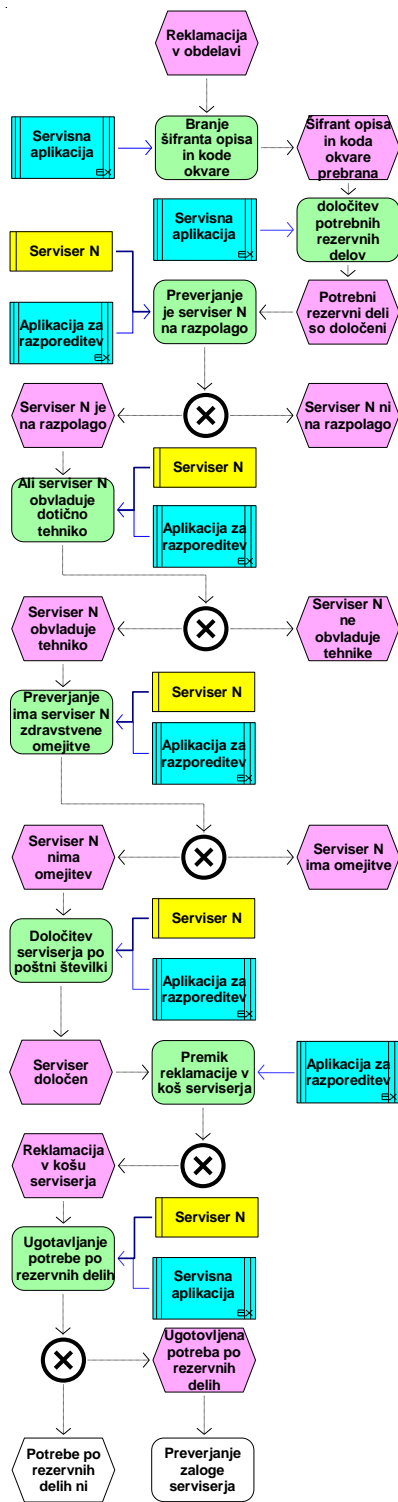 Reklamacija
v obdelavi
Servisna
aplikacija
Branje
šifranta opisa
in kode
okvare
Šifrant opisa
in koda
okvare
prebrana
Servisna
aplikacija
določitev
potrebnih
rezervnih
delov
Serviser N
Aplikacija za
razporeditev
Preverjanje
je serviser N
na razpolago
Potrebni
rezervni deli
so določeni
Serviser N je
na razpolago
Serviser N ni
na razpolago
Ali serviser N
obvladuje
dotično
tehniko
Serviser N
Aplikacija za
razporeditev
Serviser N
obvladuje
tehniko
Serviser N
ne
obvladuje
tehnike
Preverjanje
ima serviser N
zdravstvene
omejitve
Serviser N
Aplikacija za
razporeditev
Serviser N
nima
omejitev
Serviser N
ima omejitve
Določitev
serviserja po
poštni številki
Serviser N
Aplikacija za
razporeditev
Serviser
določen
Premik
reklamacije v
koš serviserja
Aplikacija za
razporeditev
Reklamacija
v košu
serviserja
Ugotavljanje
potrebe po
rezervnih delih
Serviser N
Servisna
aplikacija
Ugotovljena
potreba po
rezervnih
delih
Potrebe po
rezervnih
delih ni
Preverjanje
zaloge
serviserja